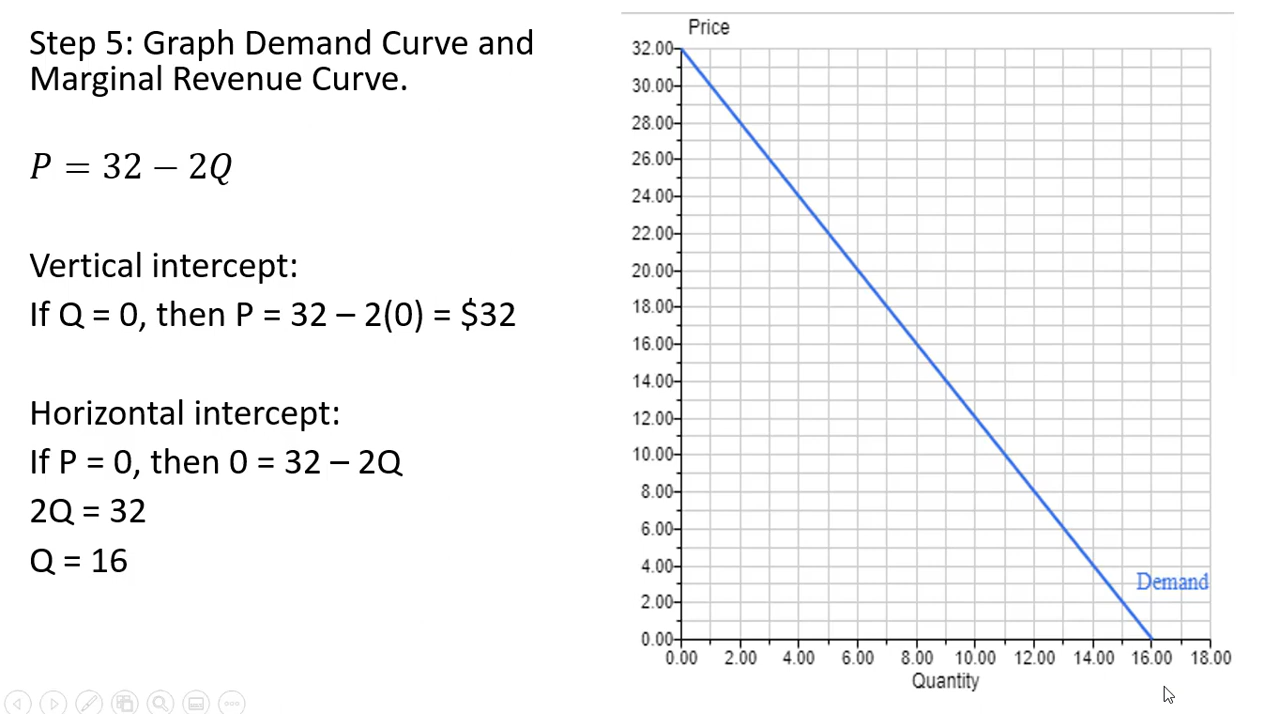 Step 5: Graph Demand Curve and
Marginal Revenue Curve.
P = 32 − 2Q
Vertical intercept:
If Q = 0, then P = 32 – 2(0) = $32
Horizontal intercept:
If P = 0, then 0 = 32 – 2Q
2Q = 32
Q = 16
Price
32.00
30.00
28.00
26.00
24.00
22.00
20.00
18.00
16.00
14.00
12.00
10.00
8.00
6.00
4.00
2.00
0.00
Demand
0.00 2.00 4.00 6.00 8.00 10.00 12.00 14.00 16.00 18.00
Quantity